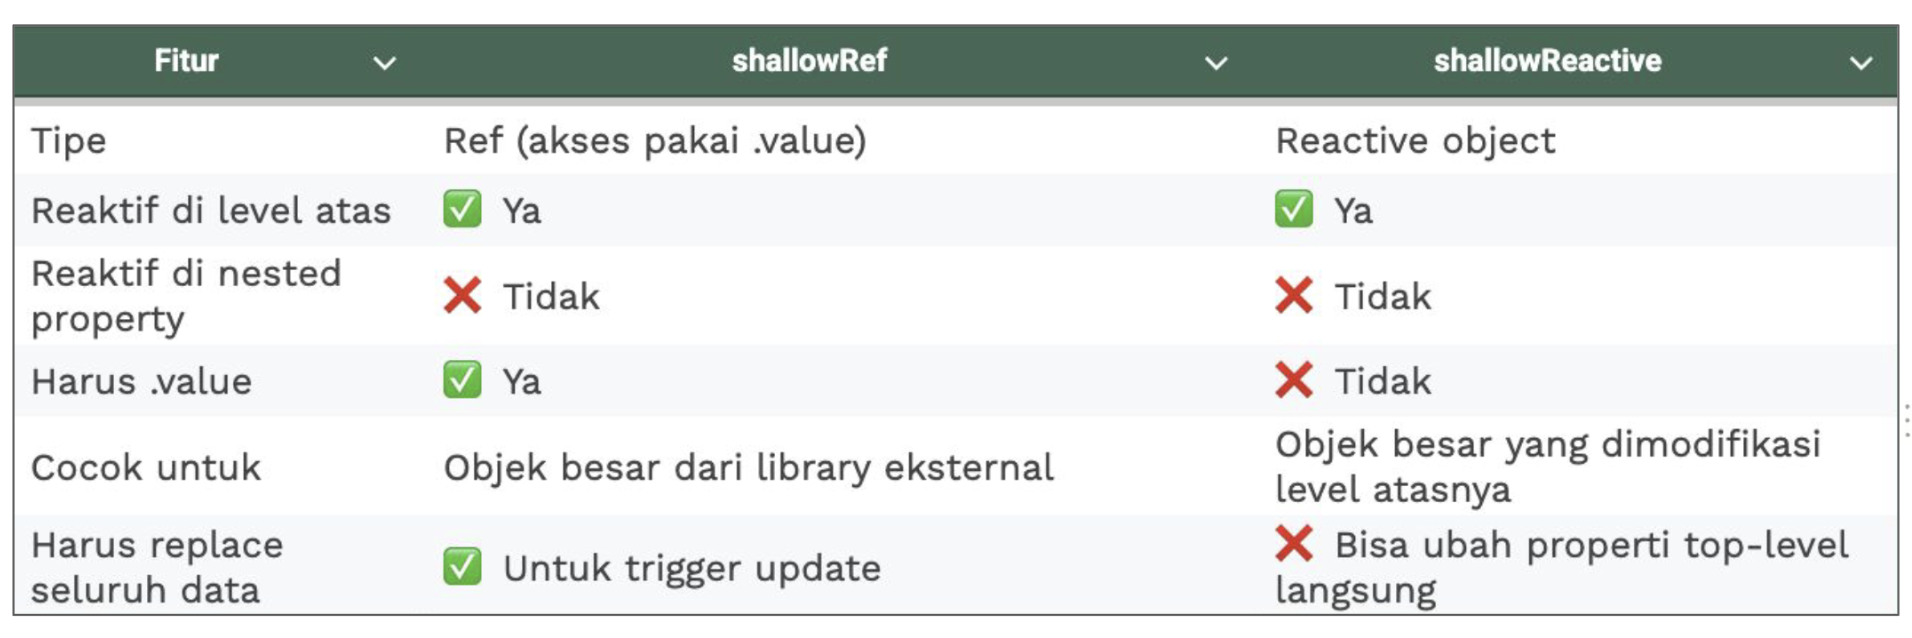 Fitur shallowRef shallowReactive
Tipe Ref (akses pakai .value) Reactive object
Reaktif di level atas ✅ Ya ✅ Ya
Reaktif di nested
property ❌ Tidak ❌ Tidak
Harus .value ✅ Ya ❌ Tidak
Cocok untuk Objek besar dari library eksternal Objek besar yang dimodifikasi
level atasnya
Harus replace
seluruh data ✅ Untuk trigger update ❌ Bisa ubah properti top-level
langsung